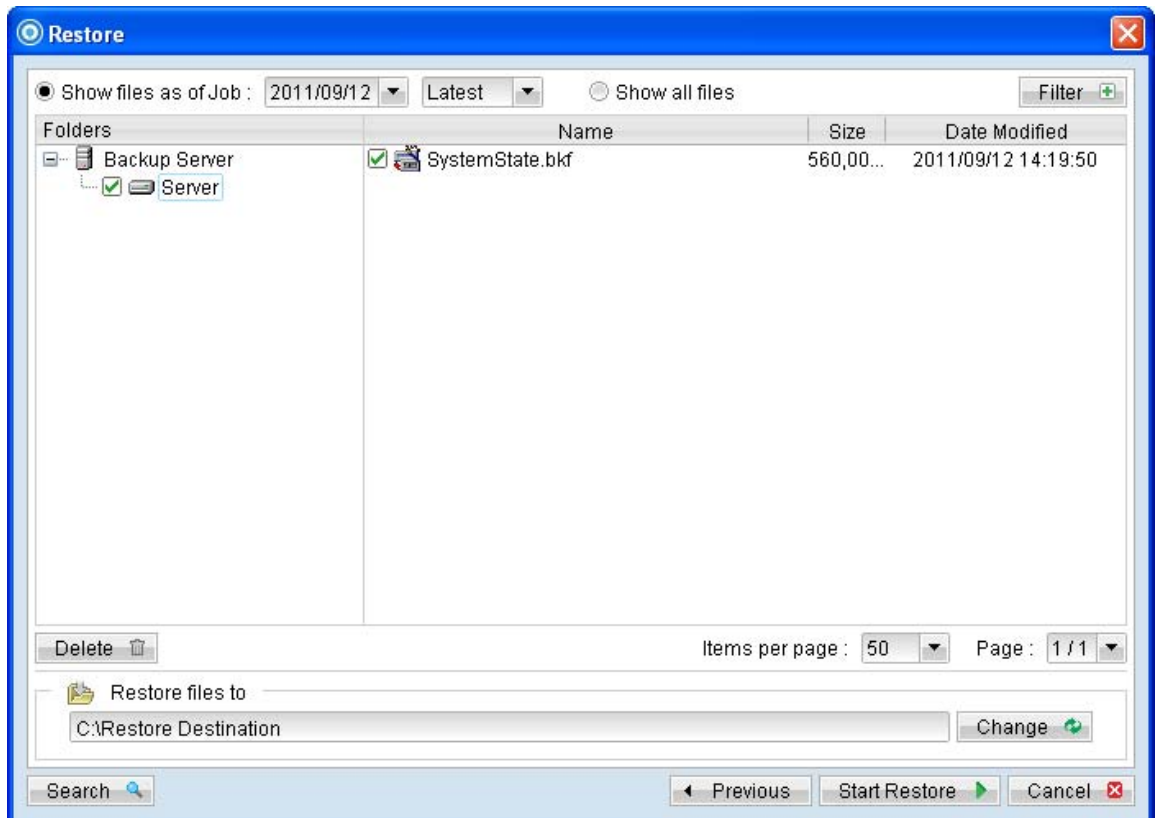 Restore
Show files as of Job : 2011/09/12 Latest Show all files Filter
Folders Name Size Date Modified
Backup Server SystemState.bkf 560,00... 2011/09/12 14:19:50
Server
Delete Items per page : 50 Page : 1 / 1
Restore files to
C:\Restore Destination Change
Search Previous Start Restore Cancel